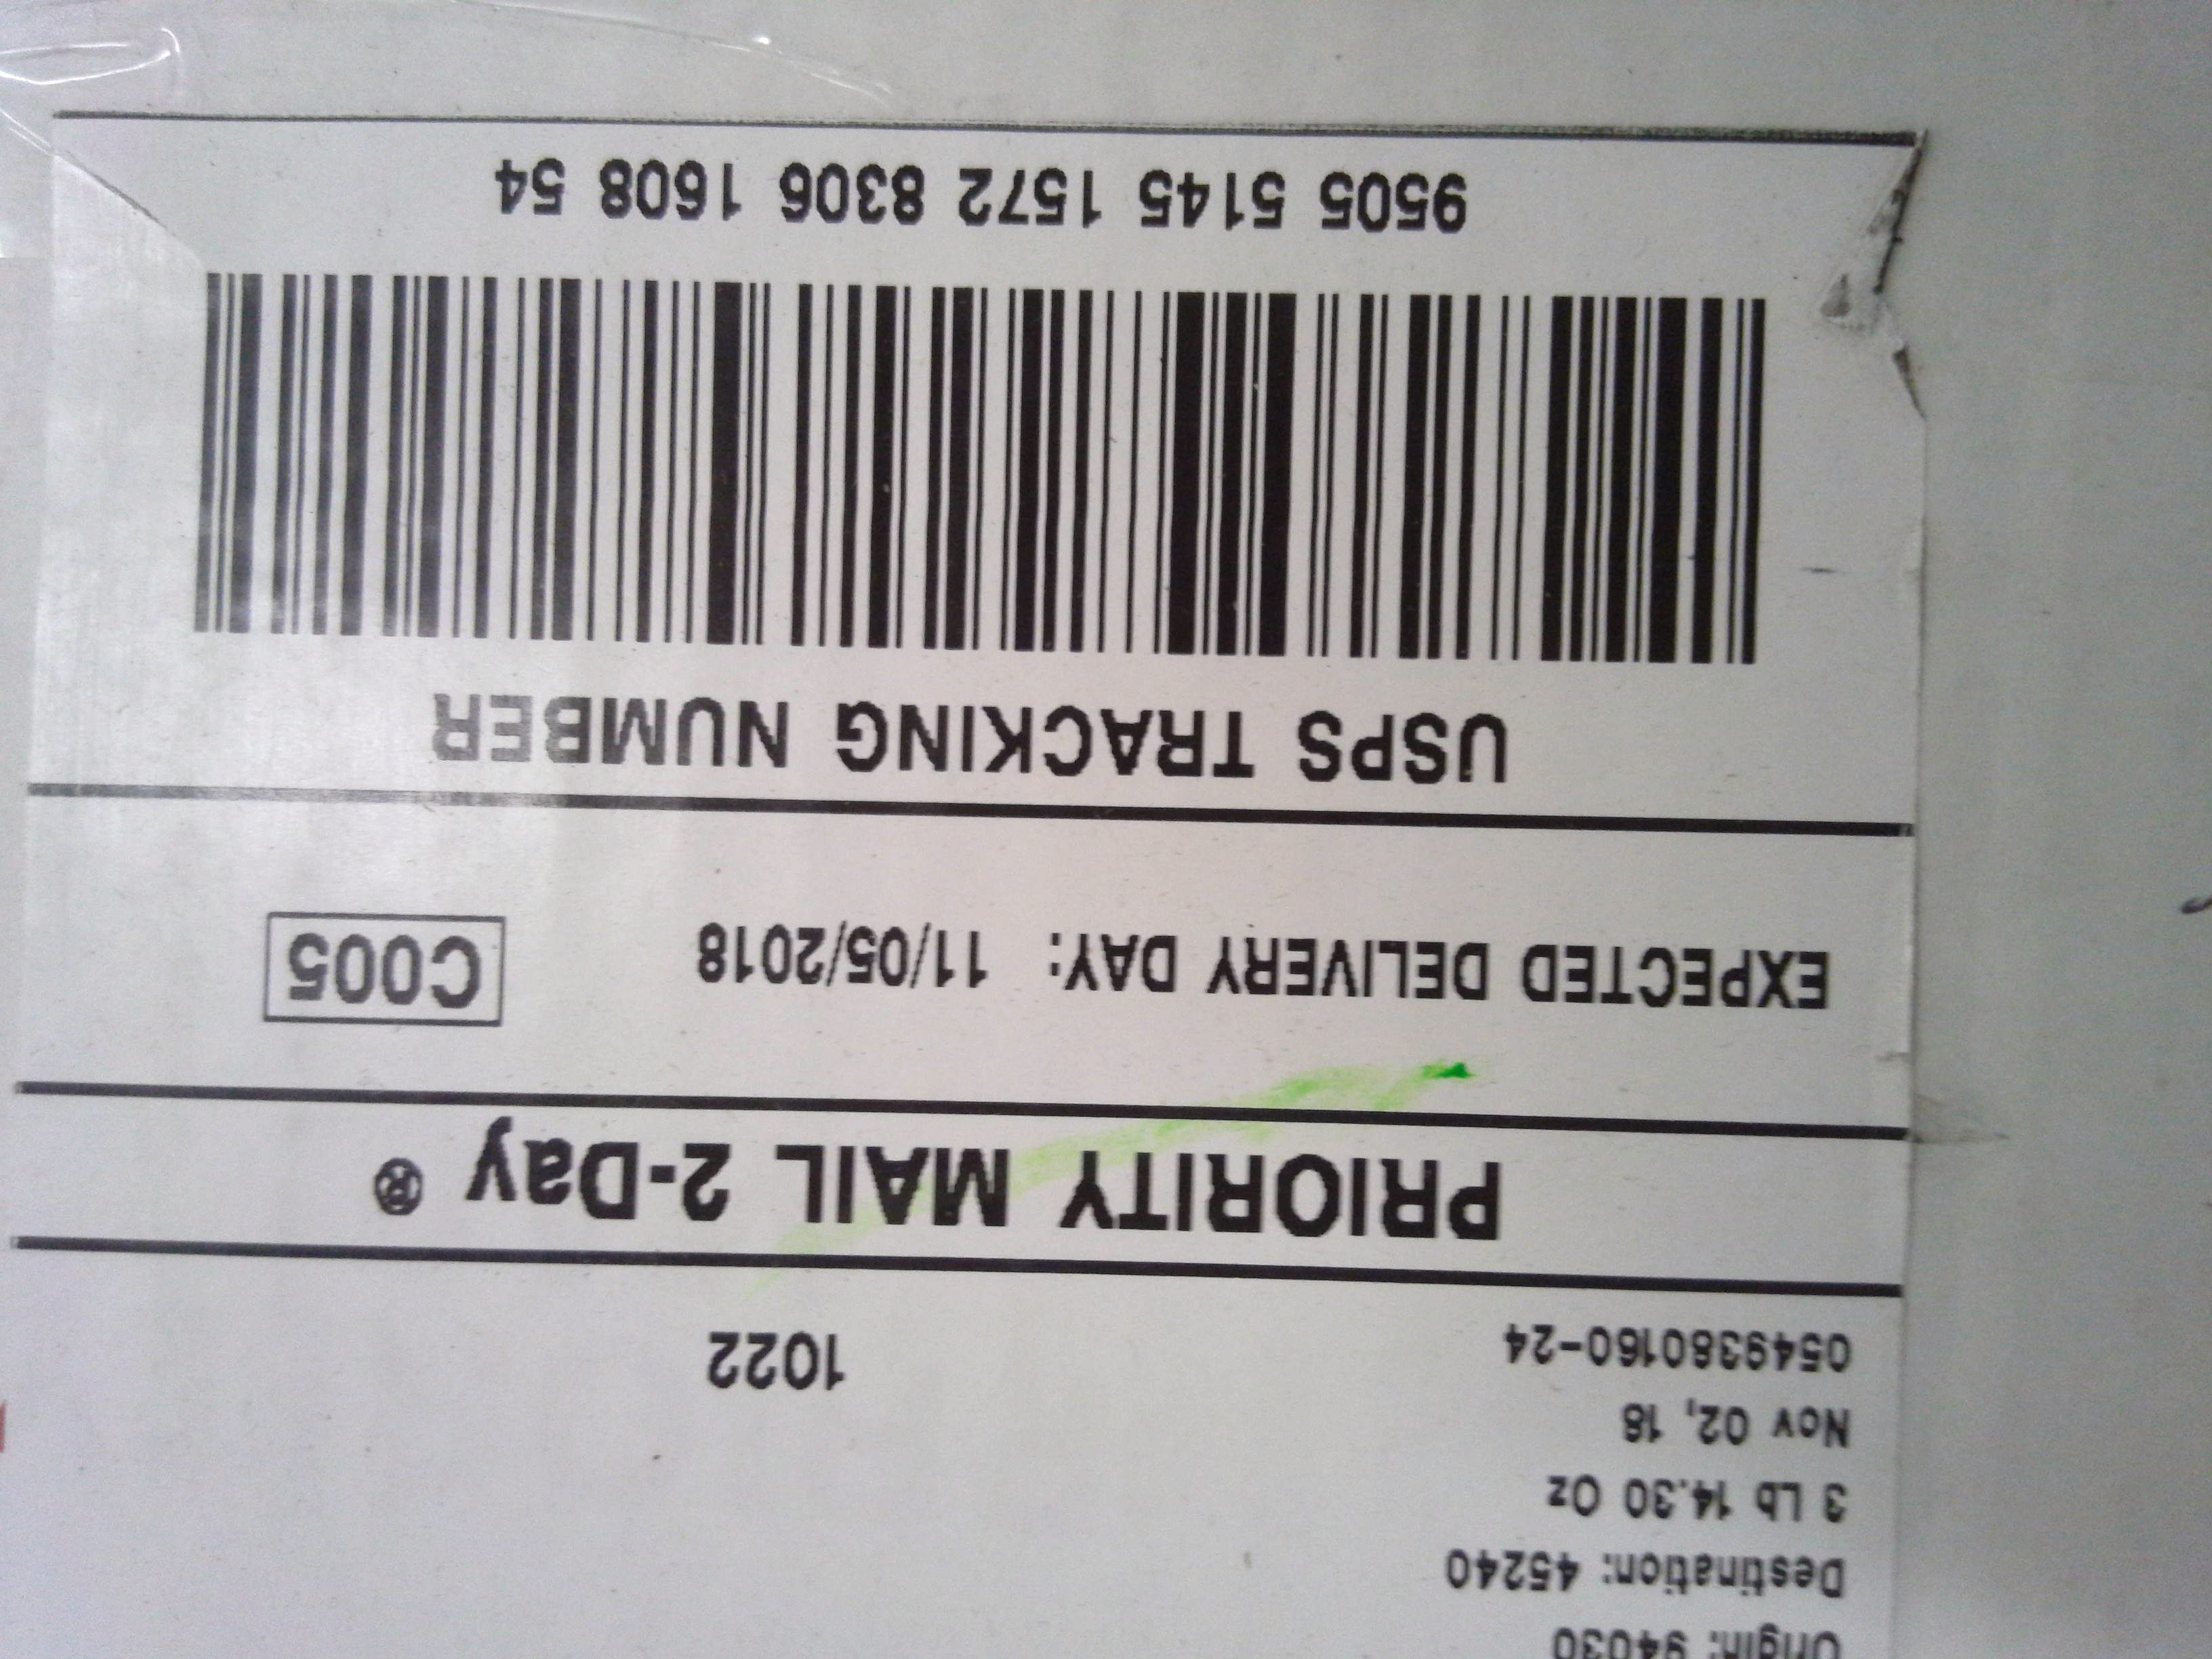 Origin: 94030
Destination: 45240
3 Lb 14.30 Oz
Nov 02, 18
0549380160-24
1022
PRIORITY MAIL 2-Day ®
EXPECTED DELIVERY DAY: 11/05/2018
C005
USPS TRACKING NUMBER
9505 5145 1572 8306 1608 54